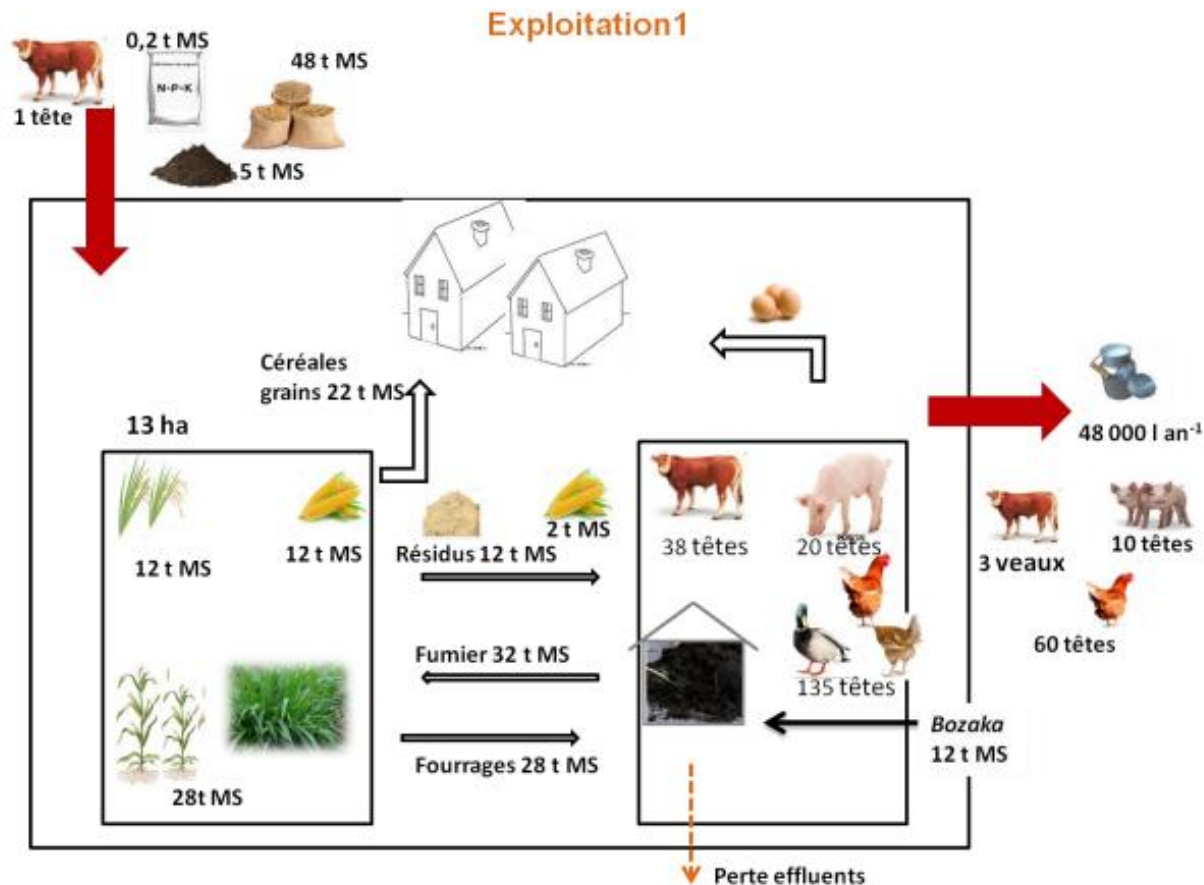 Exploitation1
0,2 t MS
48 t MS
N-P-K
1 tête
5 t MS
Céréales
grains 22 t MS
13 ha
48 000 l an⁻¹
12 t MS
12 t MS
Résidus 12 t MS
2 t MS
38 têtes
20 têtes
3 veaux
10 têtes
60 têtes
Fumier 32 t MS
135 têtes
Bozaka
12 t MS
Fourrages 28 t MS
28t MS
Perte effluents